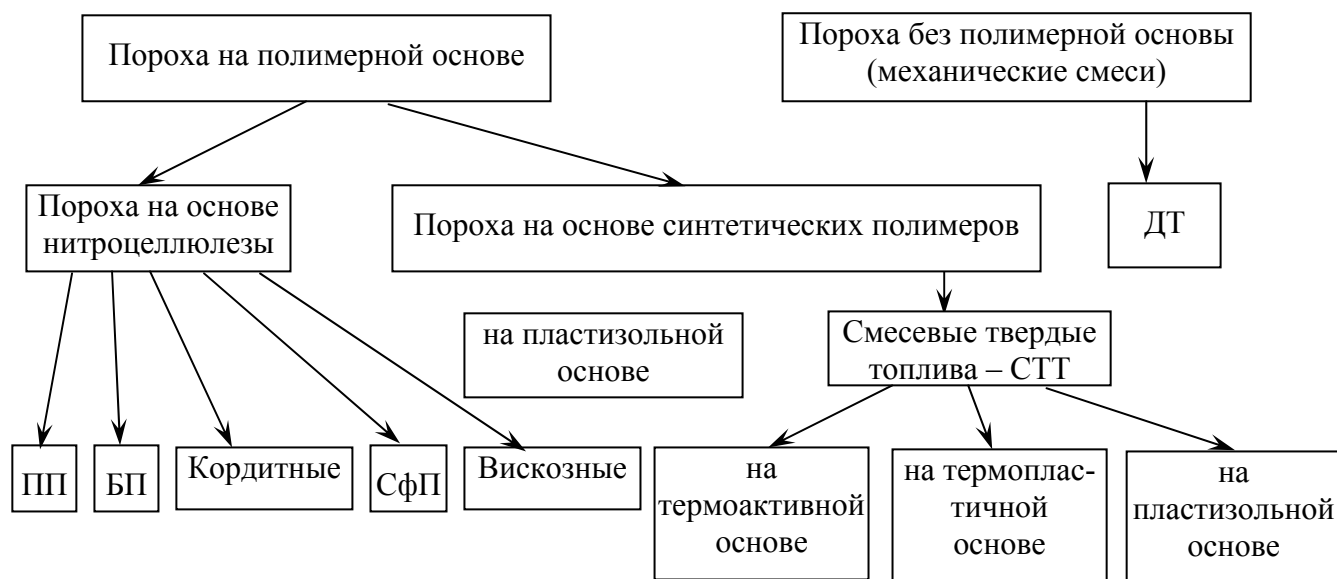 Пороха на полимерной основе
Пороха без полимерной основы
(механические смеси)
Пороха на основе
нитроцеллюлезы
Пороха на основе синтетических полимеров
ДТ
на пластизольной
основе
Смесевые твердые
топлива – СТТ
ПП
БП
Кордитные
СфП
Вискозные
на
термоактивной
основе
на термоплас-
тичной
основе
на
пластизольной
основе